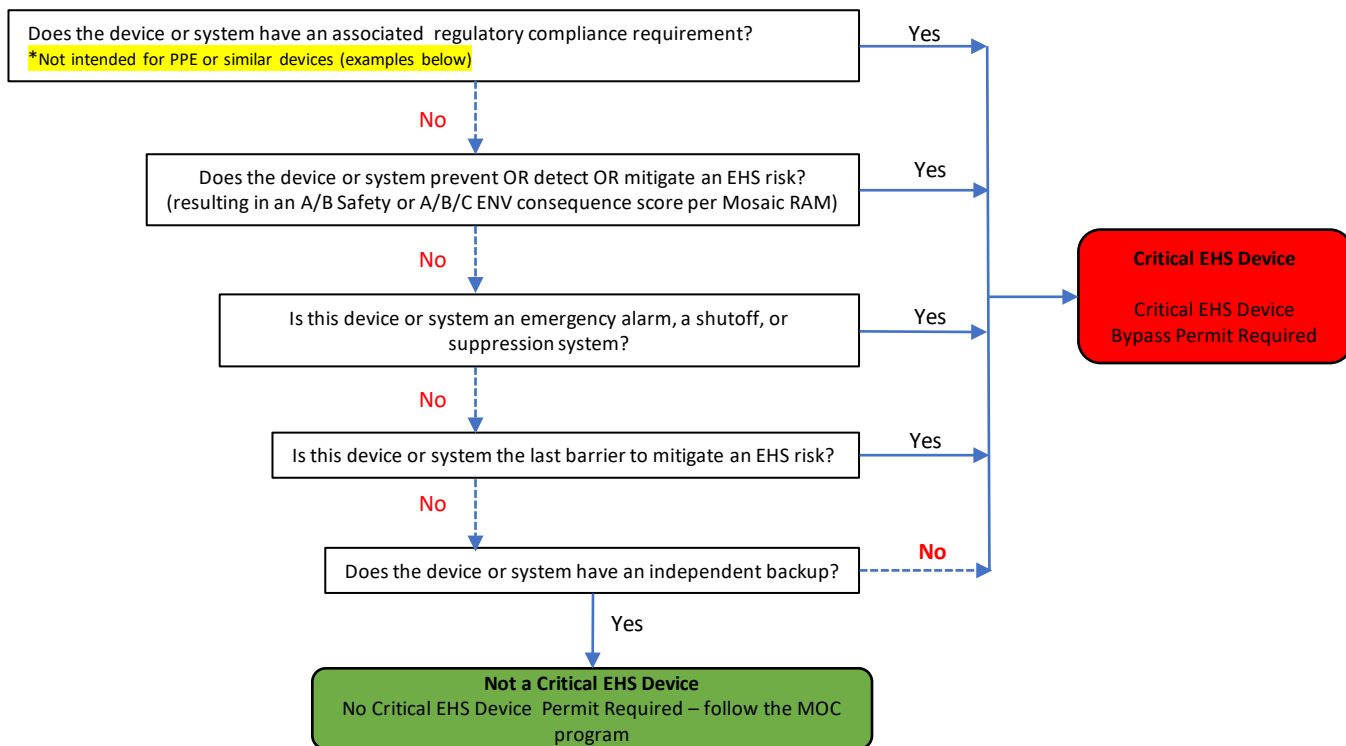 Does the device or system have an associated  regulatory compliance requirement?
*Not intended for PPE or similar devices (examples below)
Yes
No
Does the device or system prevent OR detect OR mitigate an EHS risk?
(resulting in an A/B Safety or A/B/C ENV consequence score per Mosaic RAM)
Yes
No
Critical EHS Device
Critical EHS Device
Bypass Permit Required
Is this device or system an emergency alarm, a shutoff, or
suppression system?
Yes
No
Is this device or system the last barrier to mitigate an EHS risk?
Yes
No
Does the device or system have an independent backup?
No
Yes
Not a Critical EHS Device
No Critical EHS Device  Permit Required – follow the MOC
program